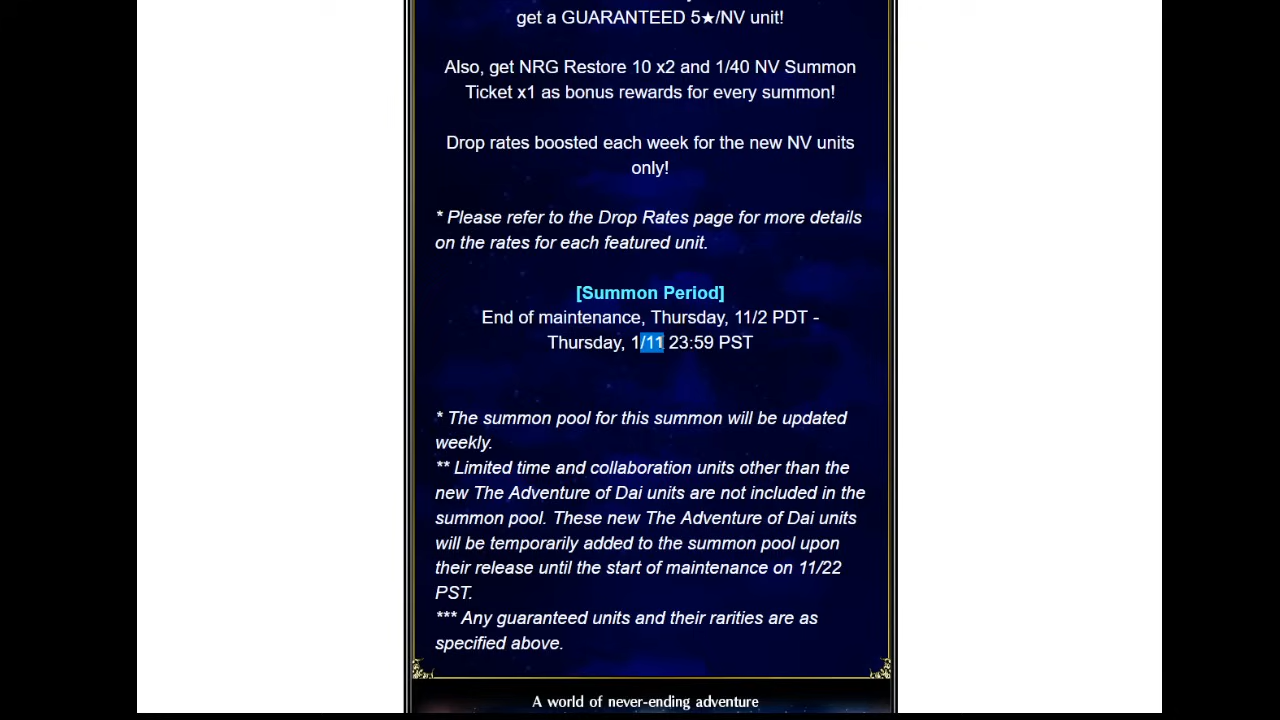 get a GUARANTEED 5★/NV unit!
Also, get NRG Restore 10 x2 and 1/40 NV Summon
Ticket x1 as bonus rewards for every summon!
Drop rates boosted each week for the new NV units
only!
* Please refer to the Drop Rates page for more details
on the rates for each featured unit.
[Summon Period]
End of maintenance, Thursday, 11/2 PDT -
Thursday, 1/11 23:59 PST
* The summon pool for this summon will be updated
weekly.
** Limited time and collaboration units other than the
new The Adventure of Dai units are not included in the
summon pool. These new The Adventure of Dai units
will be temporarily added to the summon pool upon
their release until the start of maintenance on 11/22
PST.
*** Any guaranteed units and their rarities are as
specified above.
A world of never-ending adventure